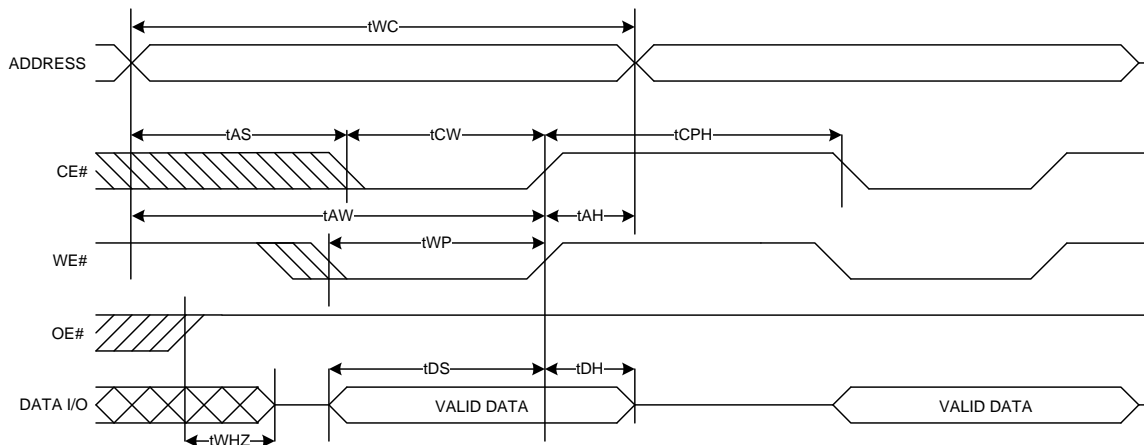 tWC
ADDRESS
tAS tCW tCPH
CE#
tAW tAH
WE# tWP
OE#
tDS tDH
DATA I/O VALID DATA VALID DATA
tWHZ